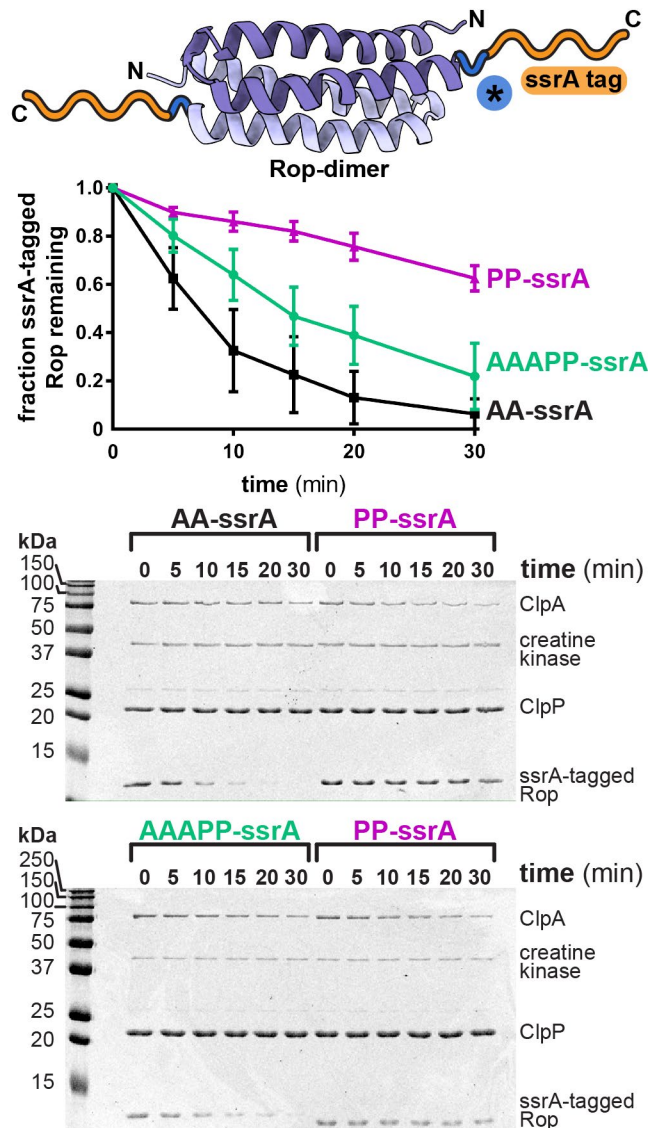 N
C
N
C
* ssrA tag
Rop-dimer
1.0
0.8
0.6
0.4
0.2
0
fraction ssrA-tagged
Rop remaining
PP-ssrA
AAAPP-ssrA
AA-ssrA
0 10 20 30
time (min)
AA-ssrA PP-ssrA
kDa
0 5 10 15 20 30 0 5 10 15 20 30 time (min)
150
100
75
50
37
25
20
15
ClpA
creatine
kinase
ClpP
ssrA-tagged
Rop
AAAPP-ssrA PP-ssrA
kDa
0 5 10 15 20 30 0 5 10 15 20 30 time (min)
250
150
100
75
50
37
25
20
15
ClpA
creatine
kinase
ClpP
ssrA-tagged
Rop